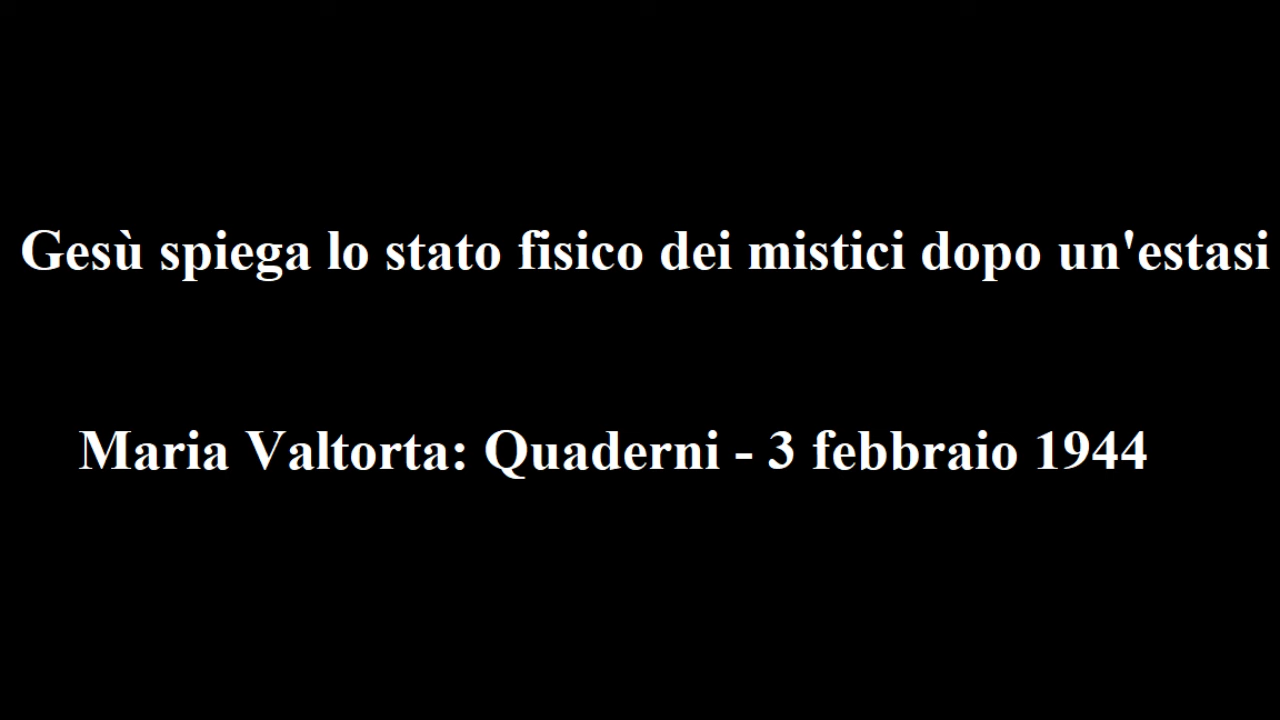 Gesù spiega lo stato fisico dei mistici dopo un'estasi
Maria Valtorta: Quaderni - 3 febbraio 1944